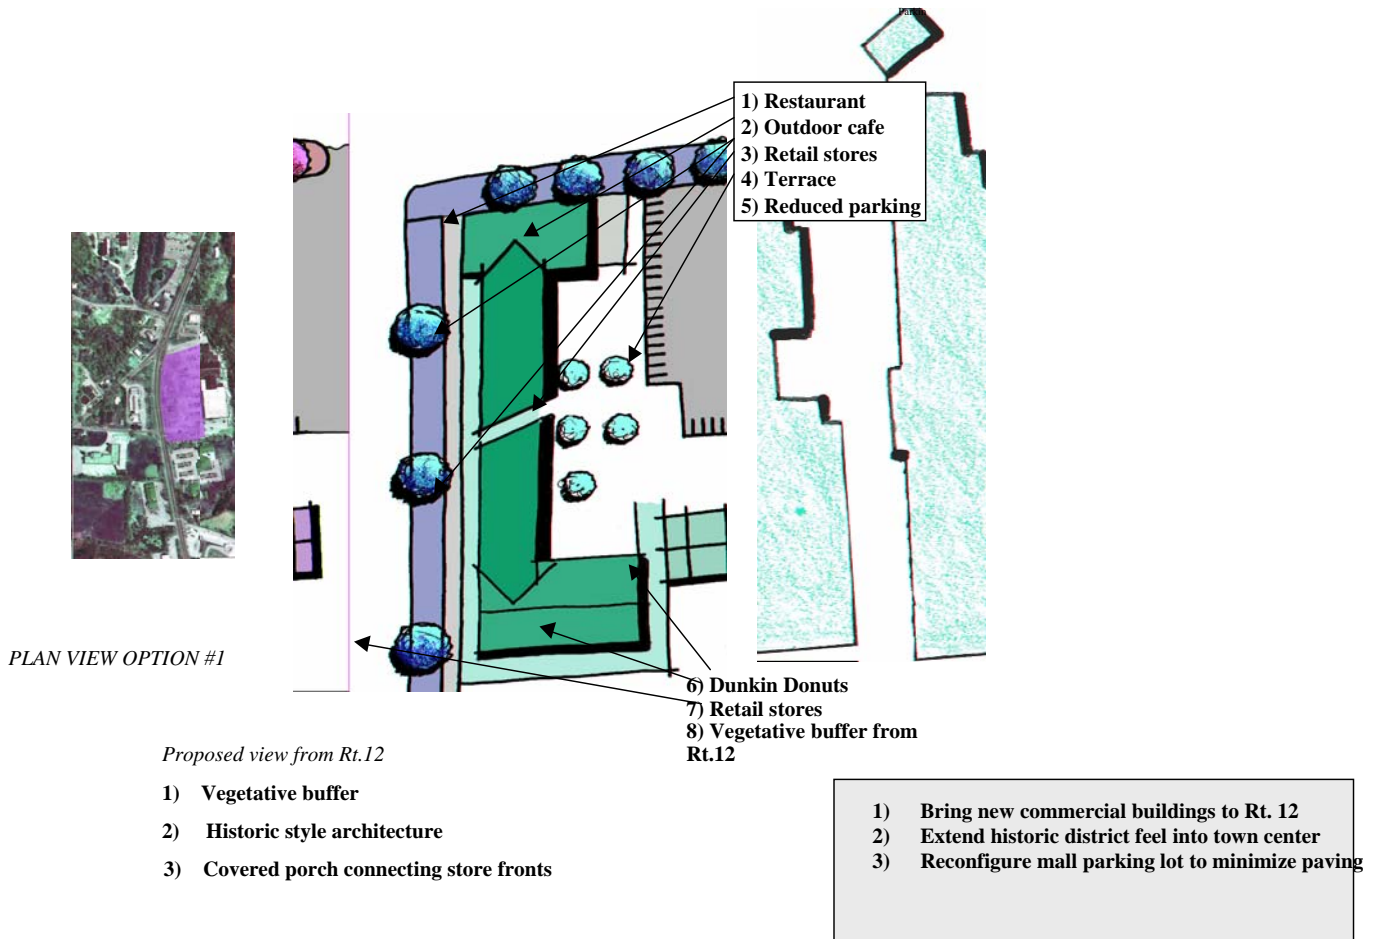 1) Restaurant
2) Outdoor cafe
3) Retail stores
4) Terrace
5) Reduced parking
PLAN VIEW OPTION #1
6) Dunkin Donuts
7) Retail stores
8) Vegetative buffer from
Rt.12
Proposed view from Rt.12
1) Vegetative buffer
2) Historic style architecture
3) Covered porch connecting store fronts
1) Bring new commercial buildings to Rt. 12
2) Extend historic district feel into town center
3) Reconfigure mall parking lot to minimize paving